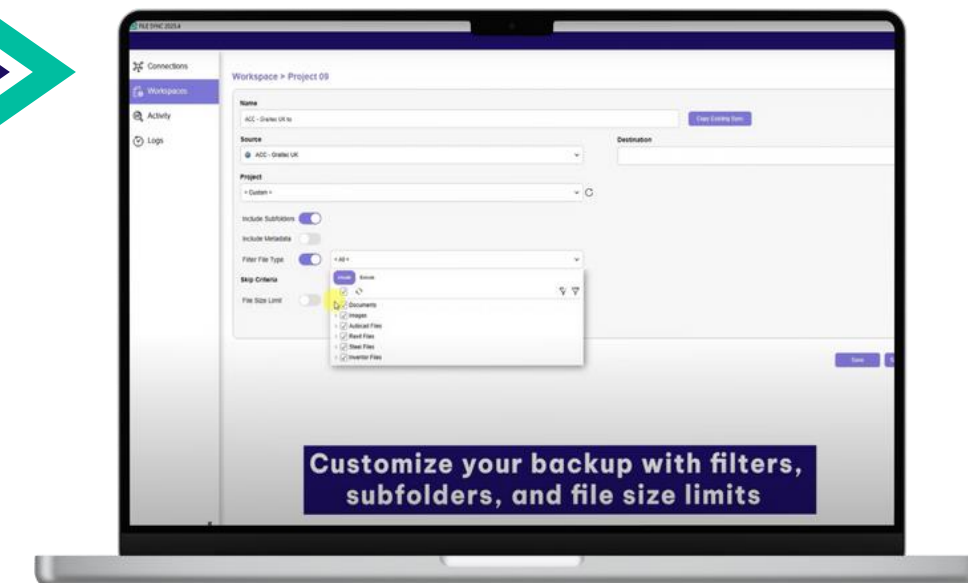 FILE SYNC 2025.4
Connections
Workspaces
Activity
Logs
Workspace > Project 09
Name
ACC - Graitec UK to
Copy Existing Sync
Source
Destination
ACC - Graitec UK
Project
< Custom >
Include Subfolders
Include Metadata
Filter File Type
< All >
Skip Criteria
File Size Limit
Documents
Images
Autocad Files
Revit Files
Steel Files
Inventor Files
Save
Customize your backup with filters,
subfolders, and file size limits